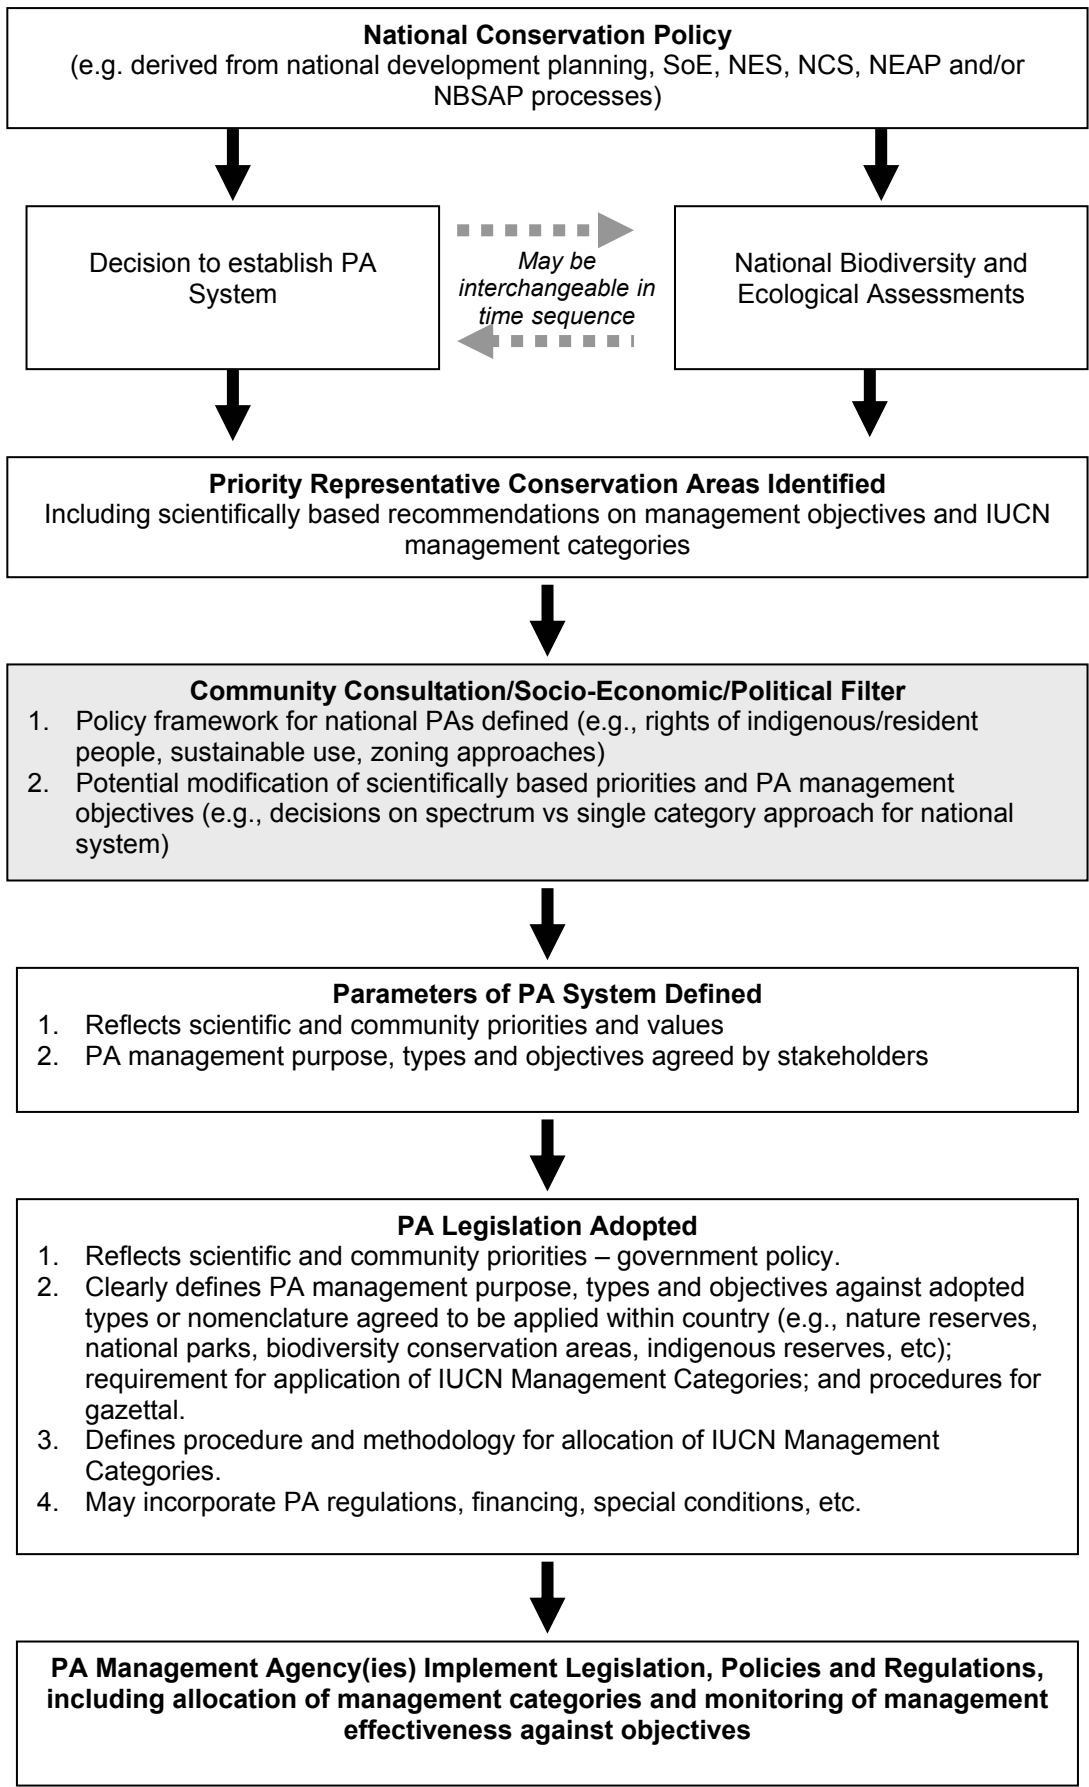 National Conservation Policy
(e.g. derived from national development planning, SoE, NES, NCS, NEAP and/or
NBSAP processes)
Decision to establish PA
System
May be
interchangeable in
time sequence
National Biodiversity and
Ecological Assessments
Priority Representative Conservation Areas Identified
Including scientifically based recommendations on management objectives and IUCN
management categories
Community Consultation/Socio-Economic/Political Filter
1. Policy framework for national PAs defined (e.g., rights of indigenous/resident
people, sustainable use, zoning approaches)
2. Potential modification of scientifically based priorities and PA management
objectives (e.g., decisions on spectrum vs single category approach for national
system)
Parameters of PA System Defined
1. Reflects scientific and community priorities and values
2. PA management purpose, types and objectives agreed by stakeholders
PA Legislation Adopted
1. Reflects scientific and community priorities – government policy.
2. Clearly defines PA management purpose, types and objectives against adopted
types or nomenclature agreed to be applied within country (e.g., nature reserves,
national parks, biodiversity conservation areas, indigenous reserves, etc);
requirement for application of IUCN Management Categories; and procedures for
gazettal.
3. Defines procedure and methodology for allocation of IUCN Management
Categories.
4. May incorporate PA regulations, financing, special conditions, etc.
PA Management Agency(ies) Implement Legislation, Policies and Regulations,
including allocation of management categories and monitoring of management
effectiveness against objectives